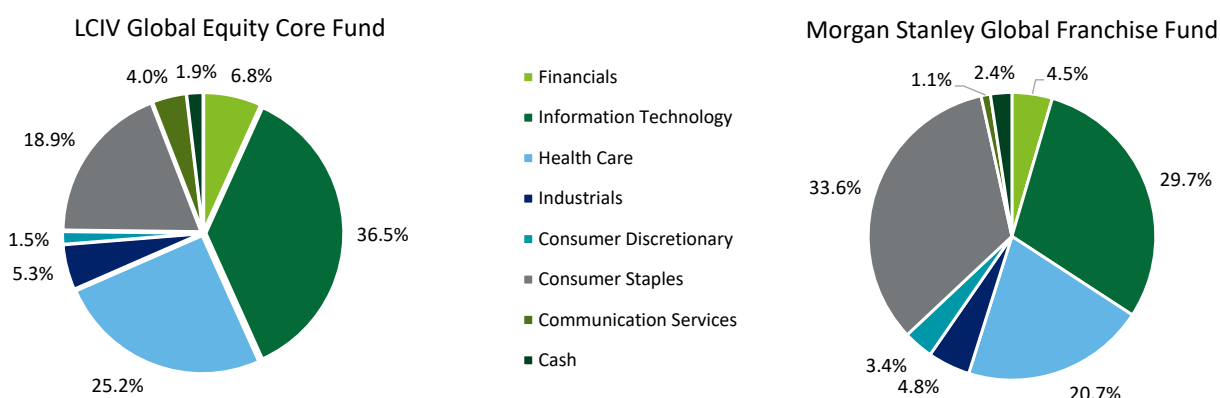 LCIV Global Equity Core Fund
4.0%
1.9%
6.8%
18.9%
36.5%
1.5%
5.3%
25.2%
Financials
Information Technology
Health Care
Industrials
Consumer Discretionary
Consumer Staples
Communication Services
Cash
Morgan Stanley Global Franchise Fund
1.1%
2.4%
4.5%
33.6%
29.7%
3.4%
4.8%
20.7%